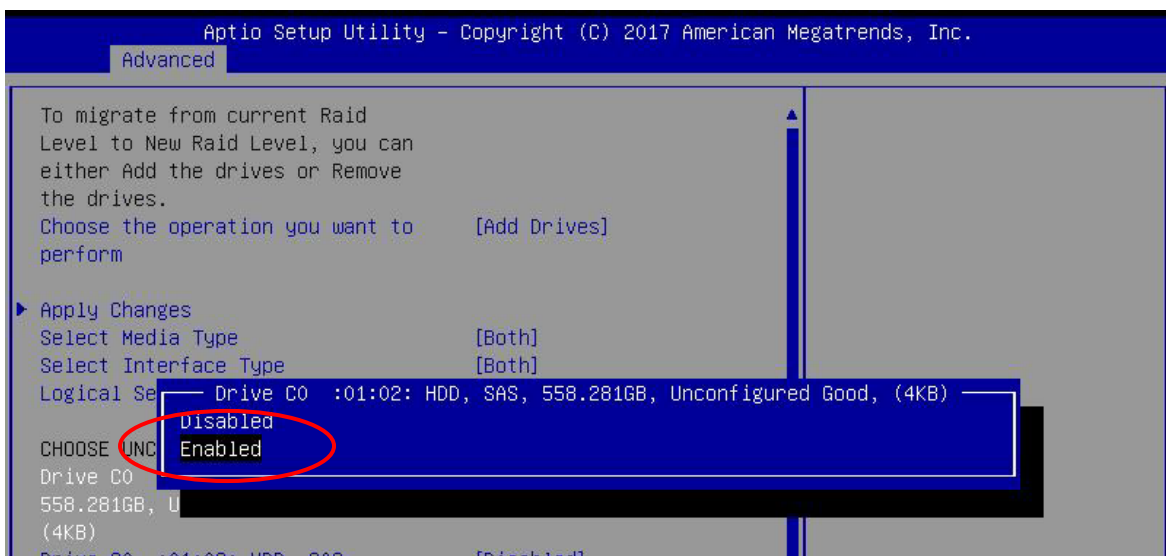 Aptio Setup Utility – Copyright (C) 2017 American Megatrends, Inc.
Advanced
To migrate from current Raid
Level to New Raid Level, you can
either Add the drives or Remove
the drives.
Choose the operation you want to [Add Drives]
perform
Apply Changes
Select Media Type [Both]
Select Interface Type [Both]
Logical Se
Drive C0 :01:02: HDD, SAS, 558.281GB, Unconfigured Good, (4KB)
Disabled
CHOOSE UNC
Enabled
Drive C0
558.281GB, U
(4KB)